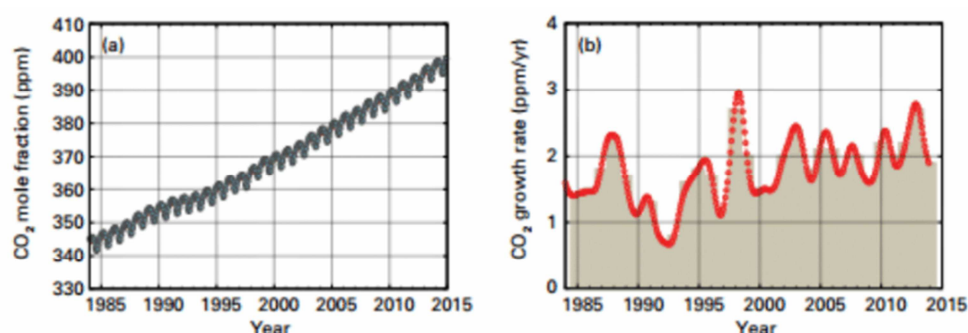 (a)
CO₂ mole fraction (ppm)
410
400
390
380
370
360
350
340
330
1985 1990 1995 2000 2005 2010 2015
Year
(b)
CO₂ growth rate (ppm/yr)
4
3
2
1
0
1985 1990 1995 2000 2005 2010 2015
Year